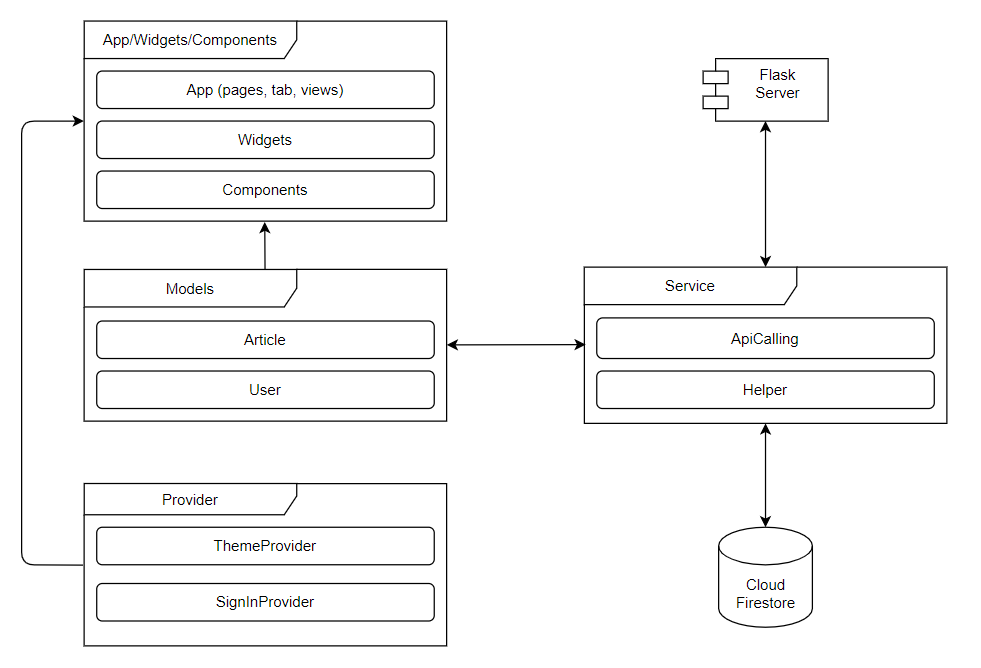 App/Widgets/Components
App (pages, tab, views)
Widgets
Components
Models
Article
User
Provider
ThemeProvider
SignInProvider
Flask
Server
Service
ApiCalling
Helper
Cloud
Firestore